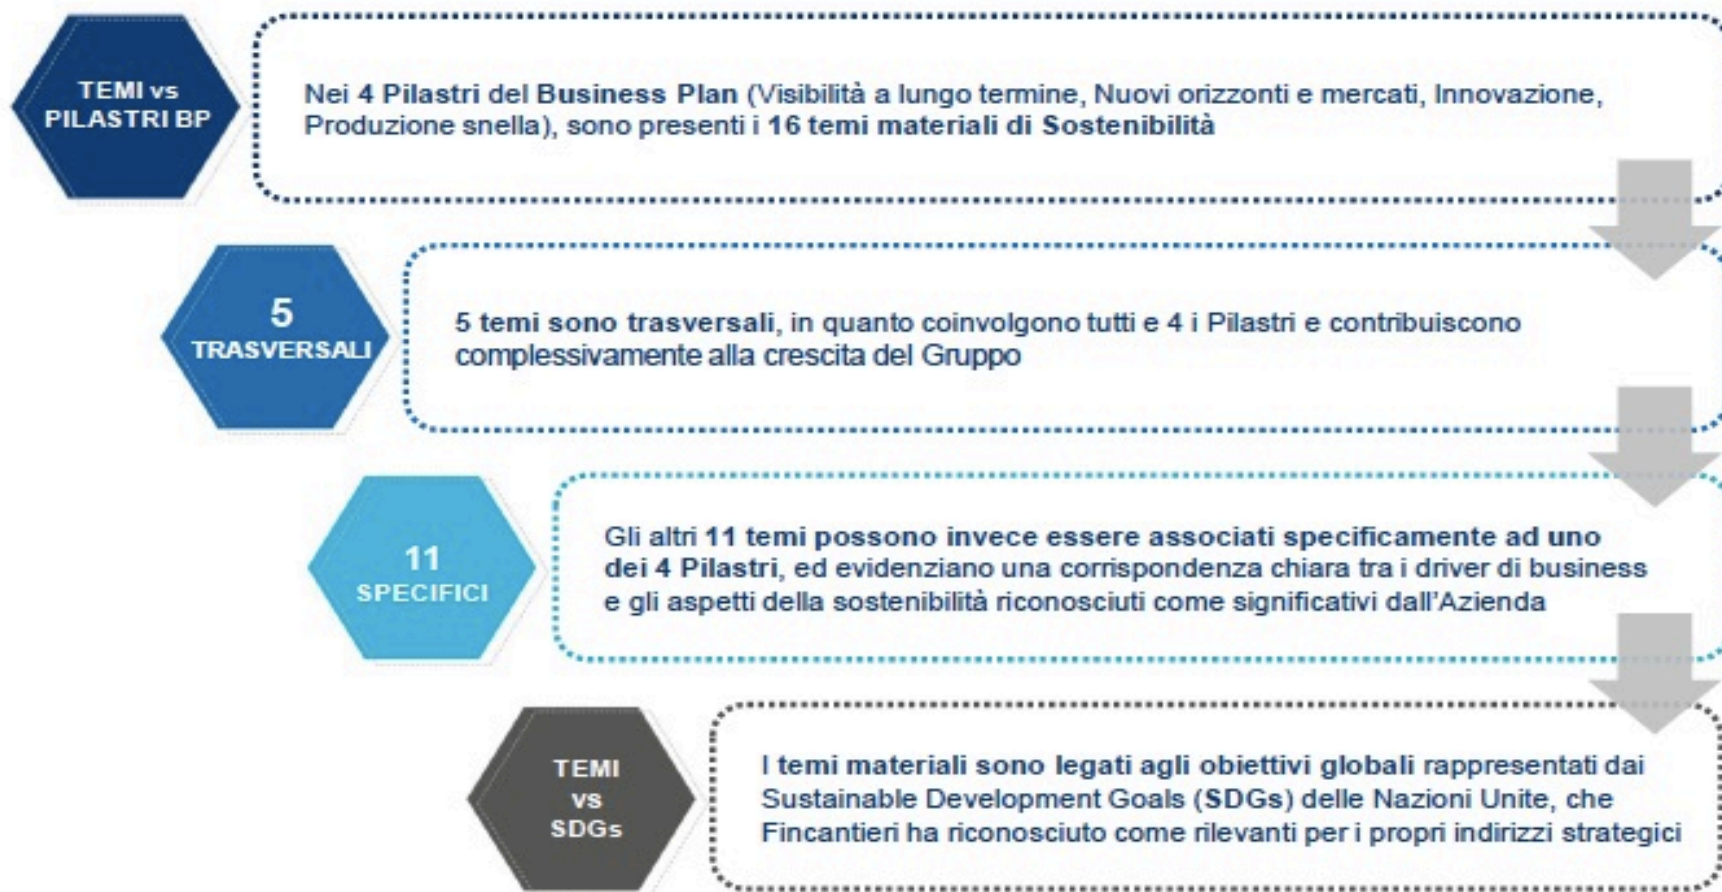 TEMI vs
PILASTRI BP
Nei 4 Pilastri del Business Plan (Visibilità a lungo termine, Nuovi orizzonti e mercati, Innovazione,
Produzione snella), sono presenti i 16 temi materiali di Sostenibilità
5
TRASVERSALI
5 temi sono trasversali, in quanto coinvolgono tutti e 4 i Pilastri e contribuiscono
complessivamente alla crescita del Gruppo
11
SPECIFICI
Gli altri 11 temi possono invece essere associati specificamente ad uno
dei 4 Pilastri, ed evidenziano una corrispondenza chiara tra i driver di business
e gli aspetti della sostenibilità riconosciuti come significativi dall'Azienda
TEMI
vs
SDGs
I temi materiali sono legati agli obiettivi globali rappresentati dai
Sustainable Development Goals (SDGs) delle Nazioni Unite, che
Fincantieri ha riconosciuto come rilevanti per i propri indirizzi strategici